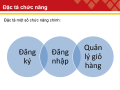 Đặc tả chức năng
Đặc tả một số chức năng chính:
Đăng
ký
Đăng
nhập
Quản
lý giỏ
hàng